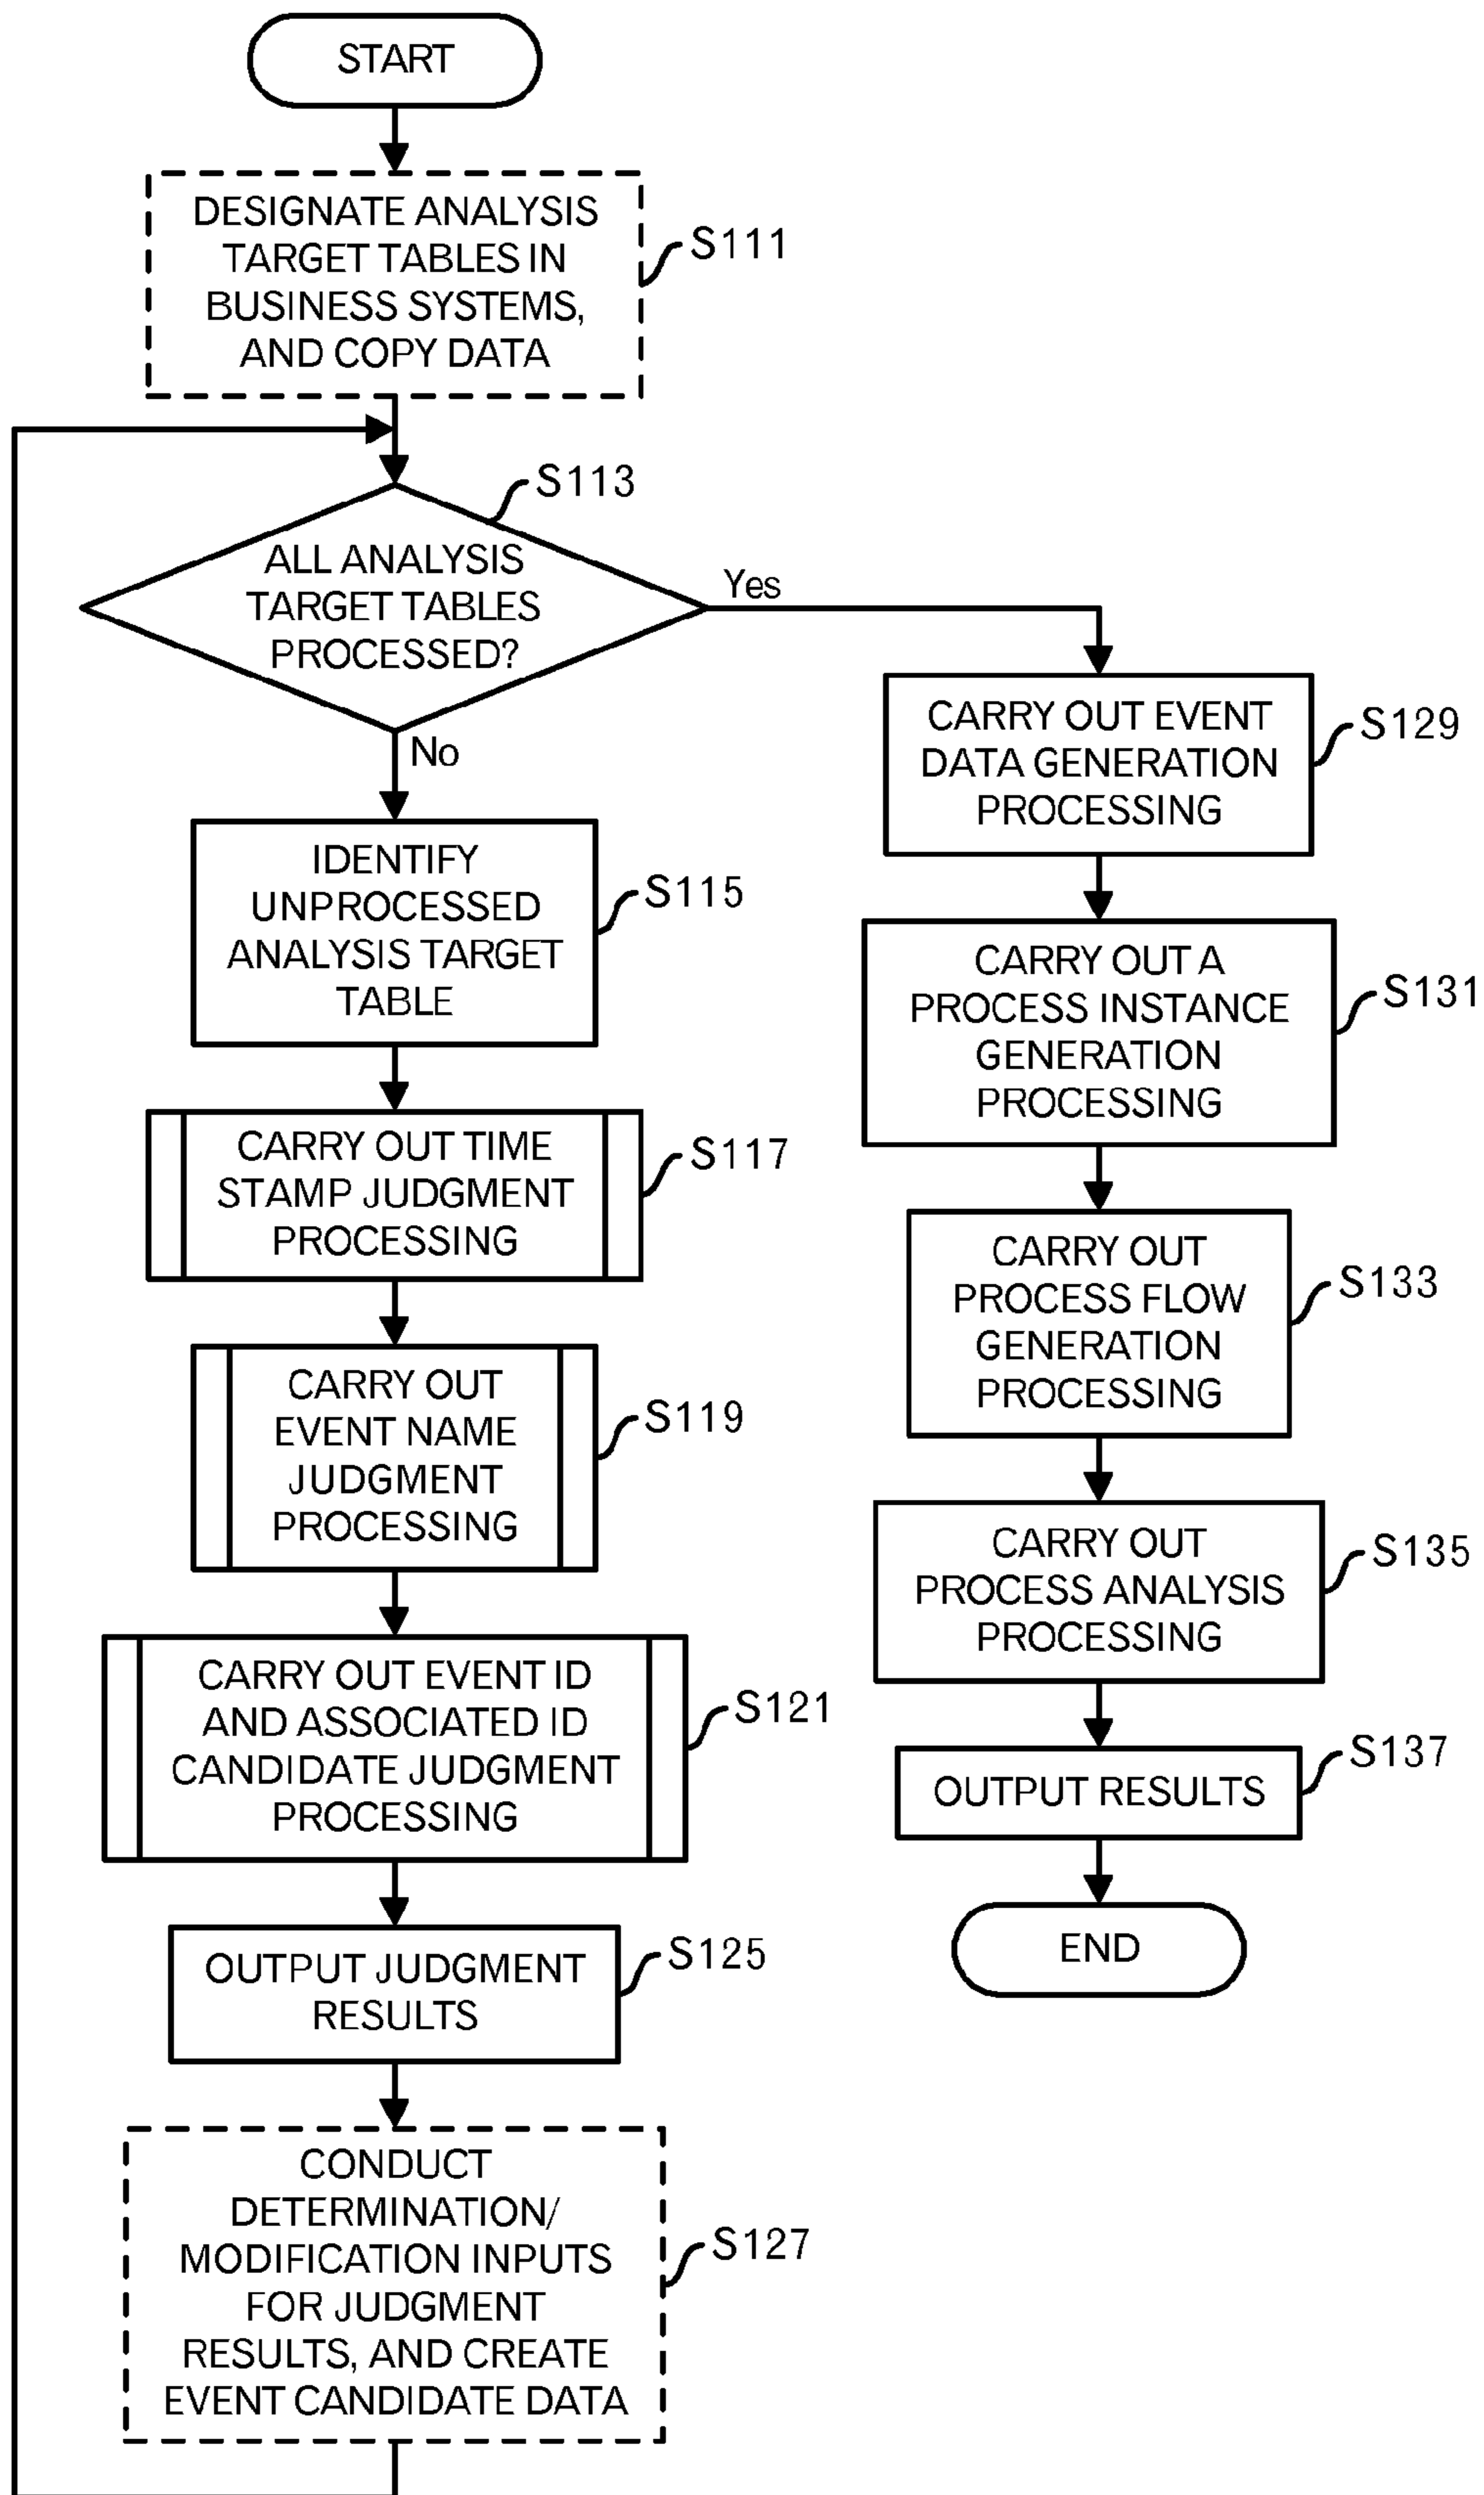 START
DESIGNATE ANALYSIS
TARGET TABLES IN
BUSINESS SYSTEMS,
AND COPY DATA
S111
S113
ALL ANALYSIS
TARGET TABLES
PROCESSED?
Yes
No
IDENTIFY
UNPROCESSED
ANALYSIS TARGET
TABLE
S115
CARRY OUT TIME
STAMP JUDGMENT
PROCESSING
S117
CARRY OUT
EVENT NAME
JUDGMENT
PROCESSING
S119
CARRY OUT EVENT ID
AND ASSOCIATED ID
CANDIDATE JUDGMENT
PROCESSING
S121
OUTPUT JUDGMENT
RESULTS
S125
CONDUCT
DETERMINATION/
MODIFICATION INPUTS
FOR JUDGMENT
RESULTS, AND CREATE
EVENT CANDIDATE DATA
S127
CARRY OUT EVENT
DATA GENERATION
PROCESSING
S129
CARRY OUT A
PROCESS INSTANCE
GENERATION
PROCESSING
S131
CARRY OUT
PROCESS FLOW
GENERATION
PROCESSING
S133
CARRY OUT
PROCESS ANALYSIS
PROCESSING
S135
OUTPUT RESULTS
S137
END